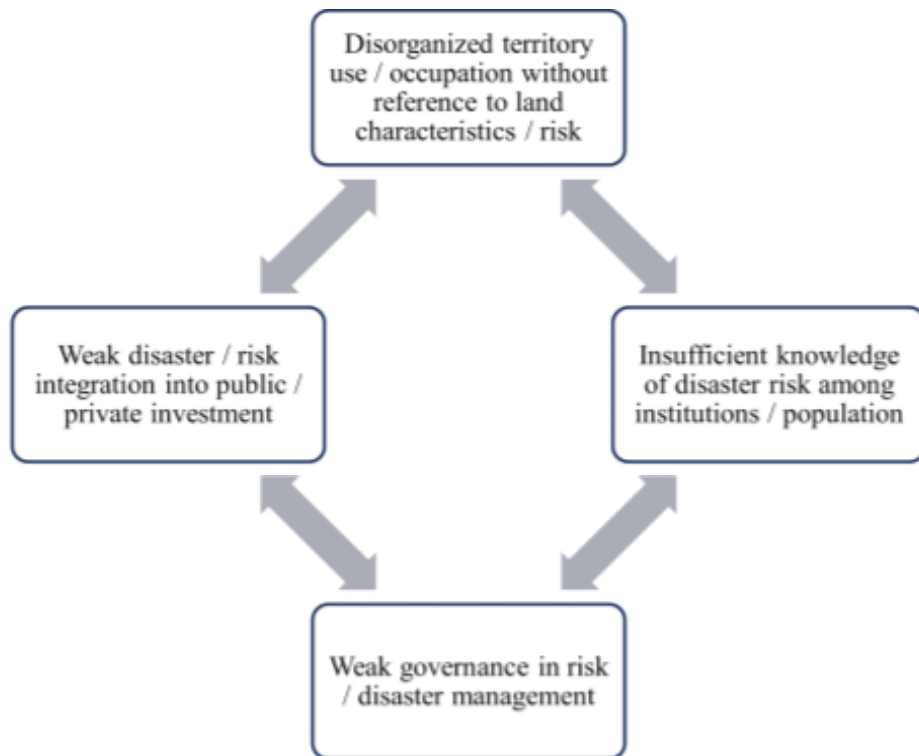 Disorganized territory
use / occupation without
reference to land
characteristics / risk
Weak disaster / risk
integration into public /
private investment
Insufficient knowledge
of disaster risk among
institutions / population
Weak governance in risk
/ disaster management